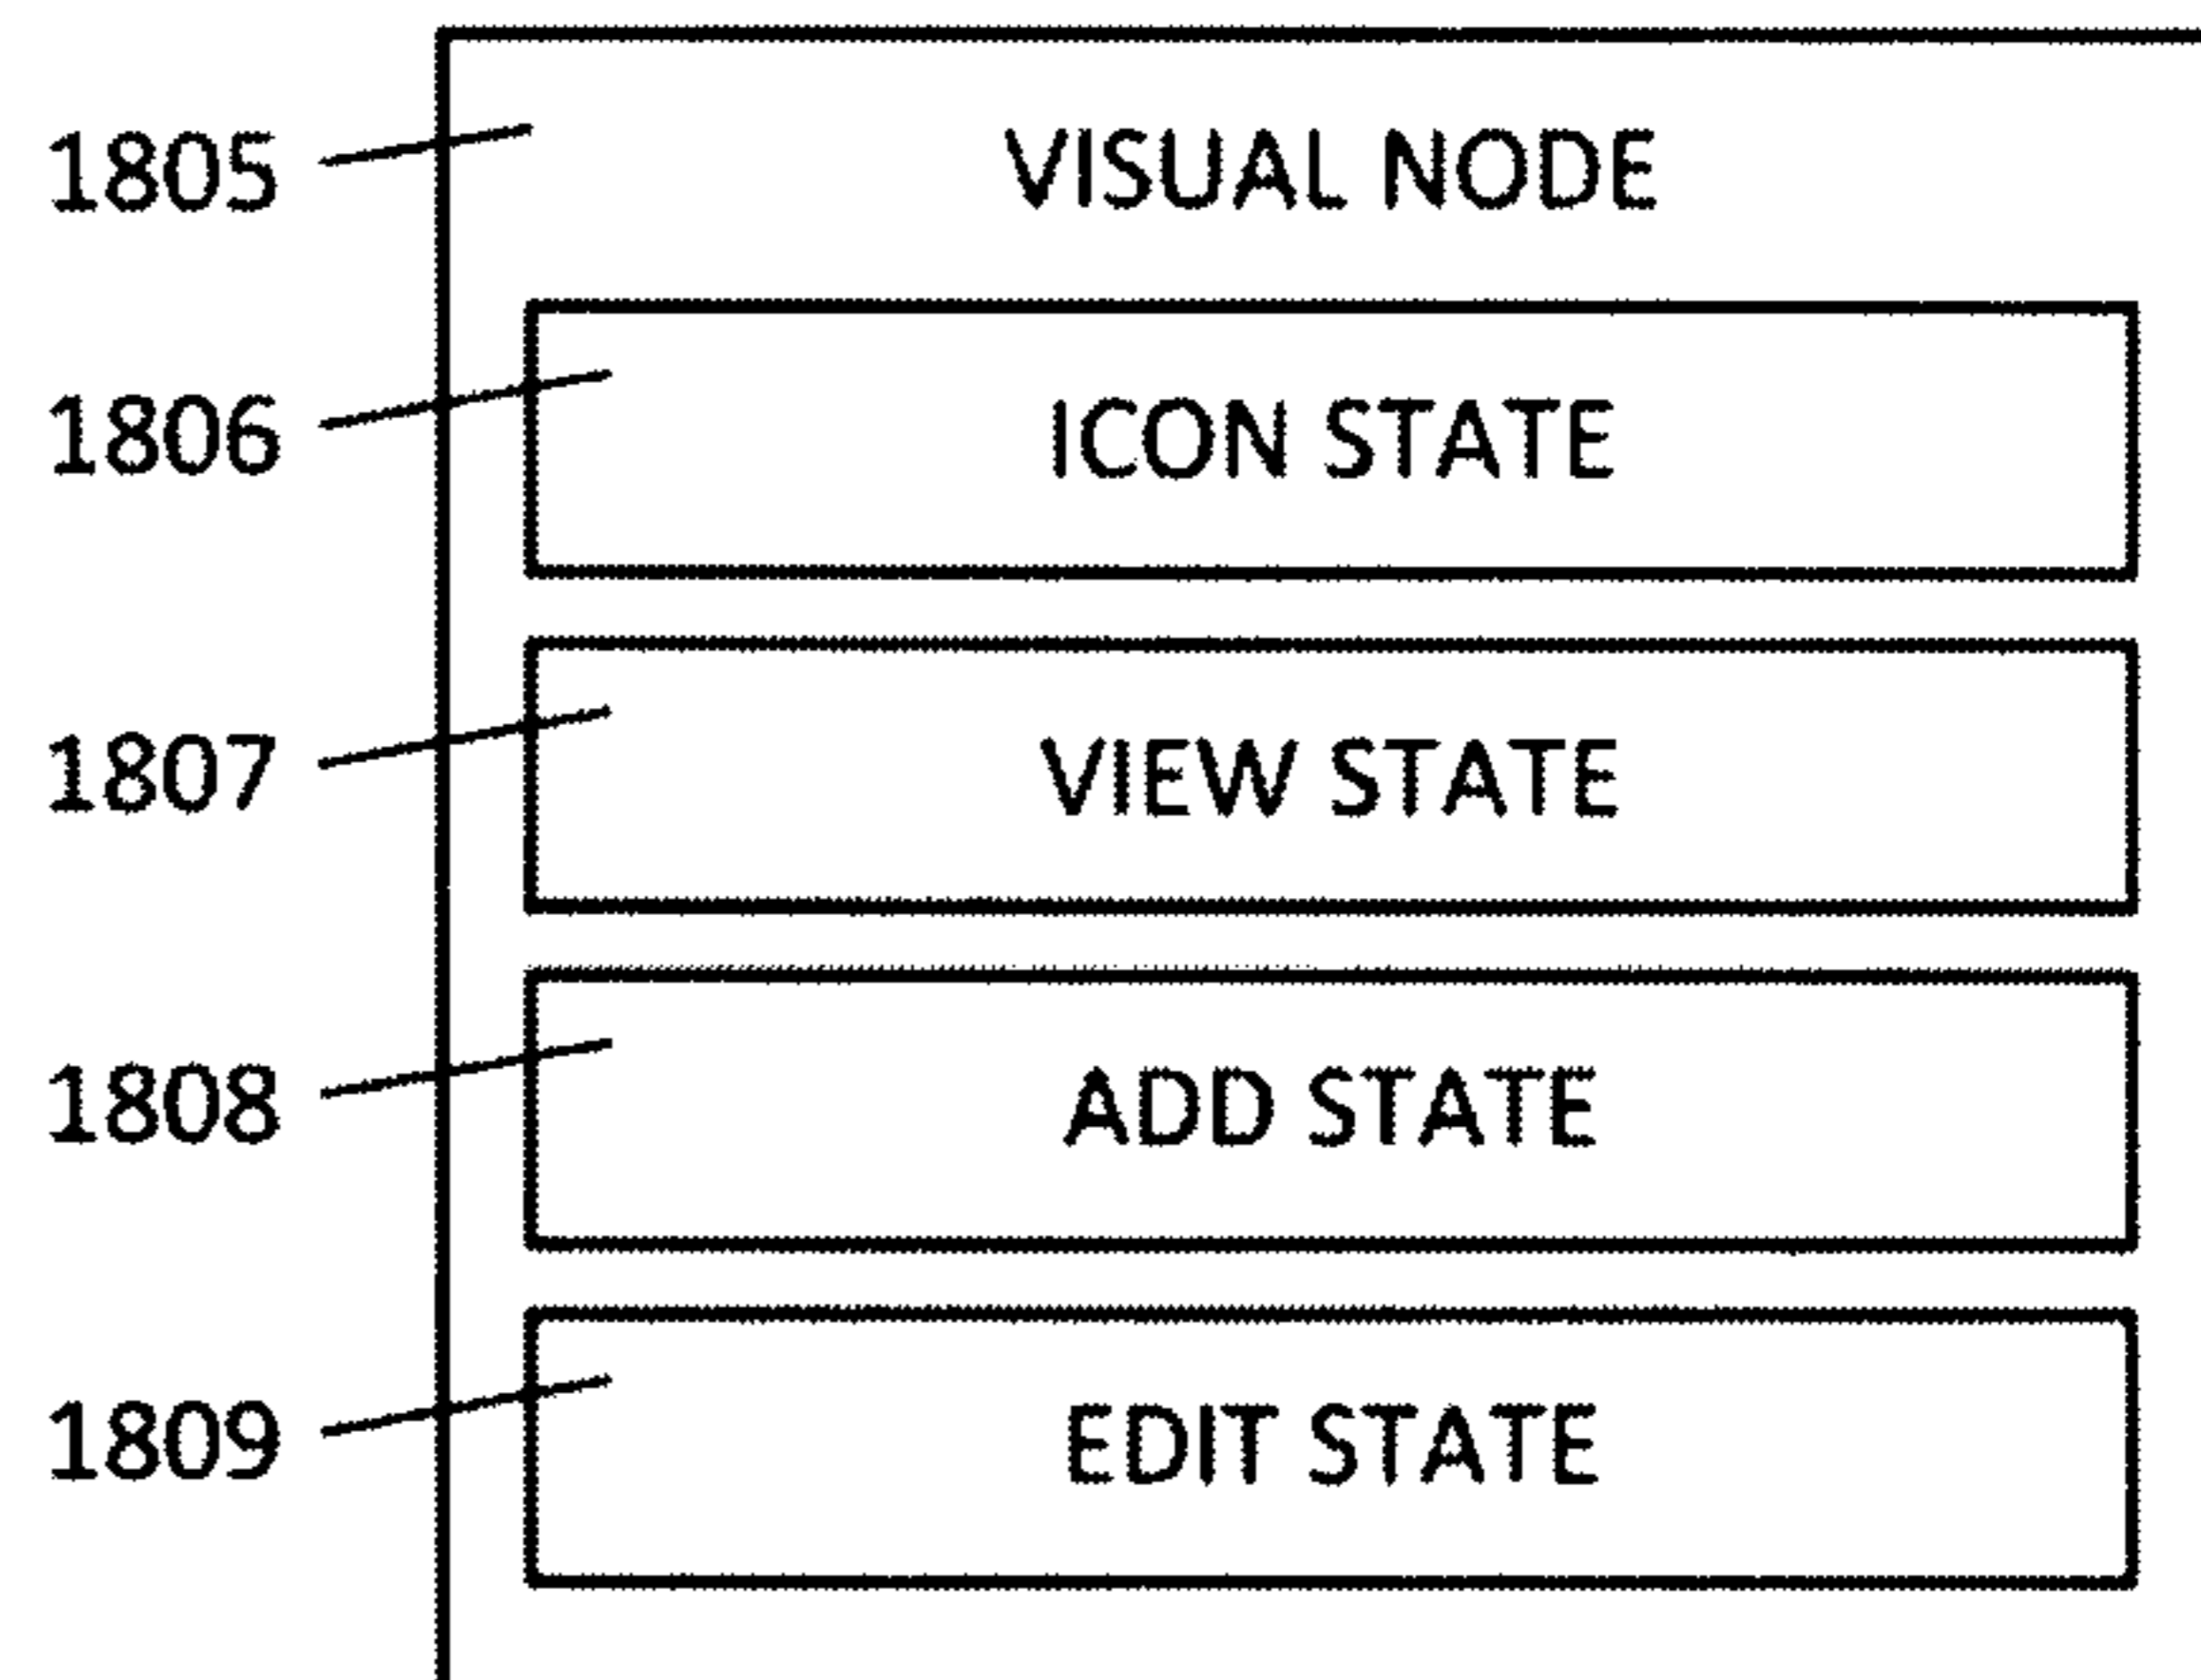 1805 VISUAL NODE
1806 ICON STATE
1807 VIEW STATE
1808 ADD STATE
1809 EDIT STATE